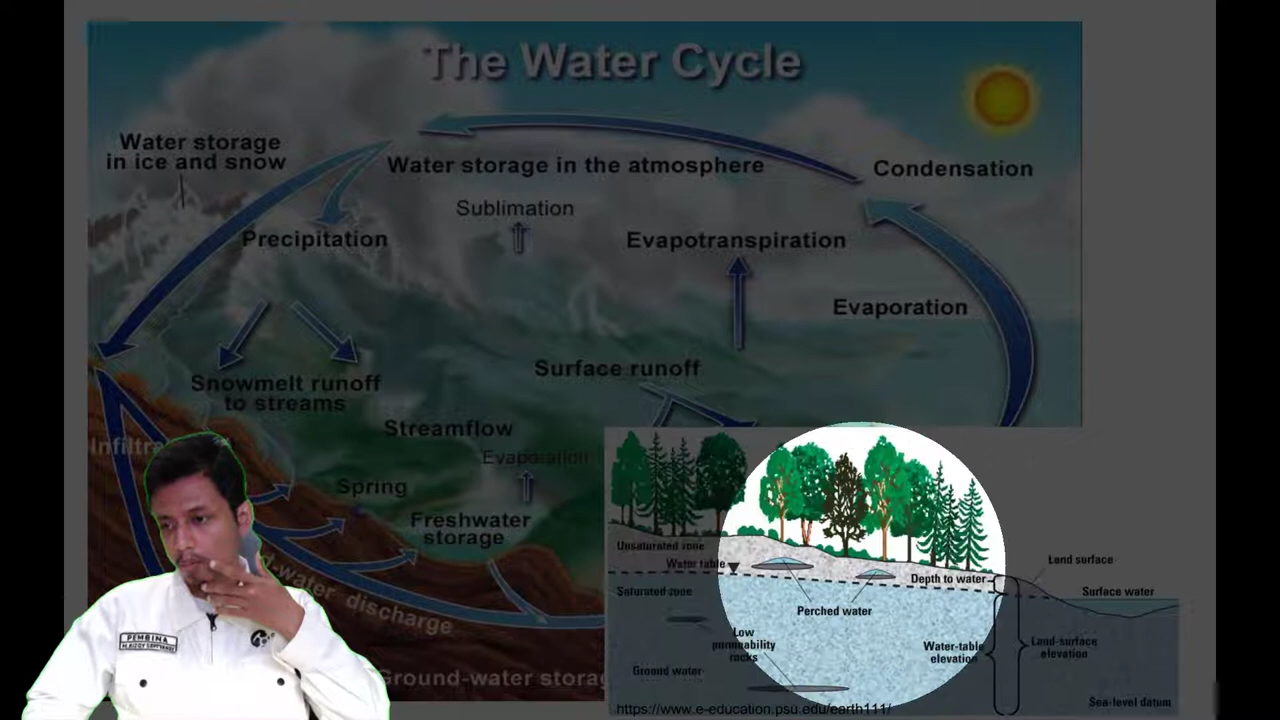 The Water Cycle
Water storage
in ice and snow
Water storage in the atmosphere
Condensation
Sublimation
Precipitation
Evapotranspiration
Evaporation
Surface runoff
Snowmelt runoff
to streams
Streamflow
Evaporation
Spring
Freshwater
storage
discharge
Ground-water
Unsaturated zone
Water table
Saturated zone
Low
permeability
rocks
Ground water
Perched water
Depth to water
Water-table
elevation
Land surface
Surface water
Land-surface
elevation
Sea-level datum
https://www.e-education.psu.edu/earth111/
PEMBINA